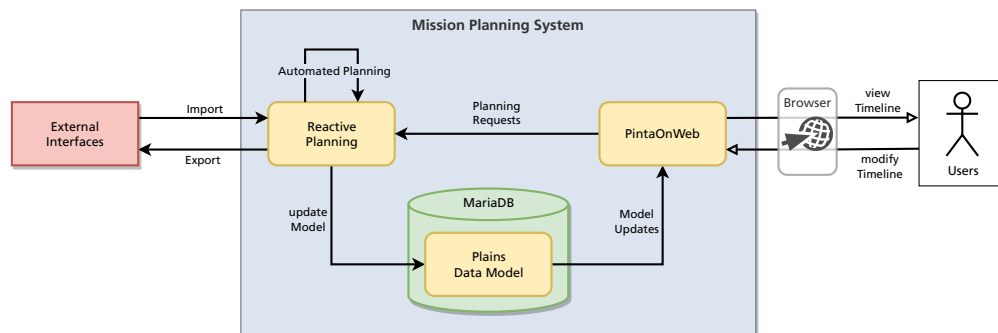 Mission Planning System
Automated Planning
External
Interfaces
Import
Export
Reactive
Planning
Planning
Requests
PintaOnWeb
Browser
view
Timeline
modify
Timeline
Users
update
Model
MariaDB
Plains
Data Model
Model
Updates